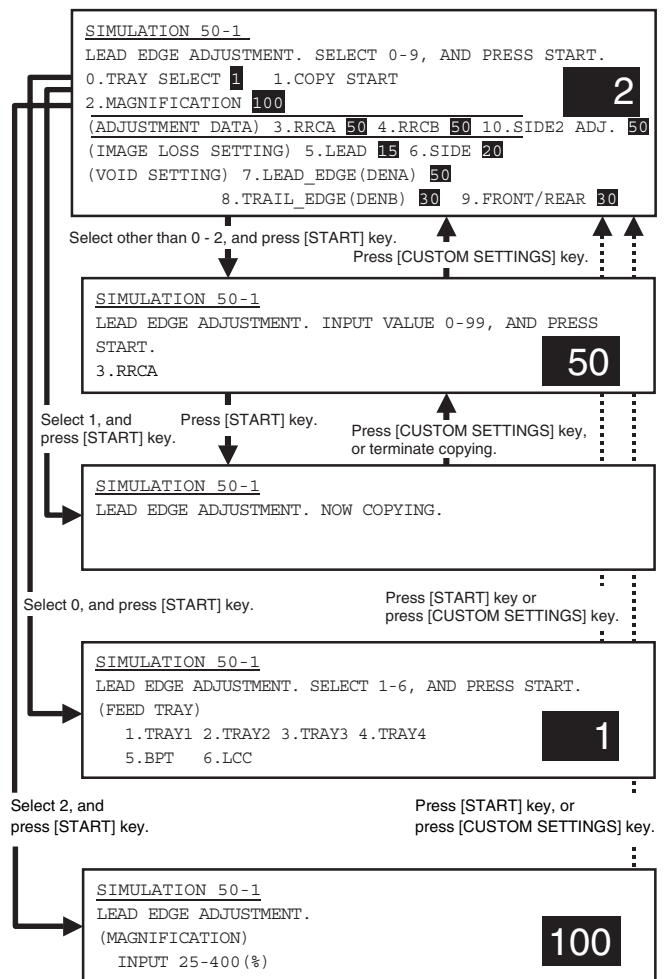 SIMULATION 50-1
LEAD EDGE ADJUSTMENT. SELECT 0-9, AND PRESS START.
0.TRAY SELECT 1 1.COPY START
2
2.MAGNIFICATION 100
(ADJUSTMENT DATA) 3.RRCA 50 4.RRCB 50 10.SIDE2 ADJ. 50
(IMAGE LOSS SETTING) 5.LEAD 15 6.SIDE 20
(VOID SETTING) 7.LEAD_EDGE(DENA) 50
8.TRAIL_EDGE(DENB) 30 9.FRONT/REAR 30
Select other than 0 - 2, and press [START] key.
Press [CUSTOM SETTINGS] key.
SIMULATION 50-1
LEAD EDGE ADJUSTMENT. INPUT VALUE 0-99, AND PRESS
START.
50
3.RRCA
Select 1, and
press [START] key.
Press [START] key.
Press [CUSTOM SETTINGS] key,
or terminate copying.
SIMULATION 50-1
LEAD EDGE ADJUSTMENT. NOW COPYING.
Select 0, and press [START] key.
Press [START] key or
press [CUSTOM SETTINGS] key.
SIMULATION 50-1
LEAD EDGE ADJUSTMENT. SELECT 1-6, AND PRESS START.
(FEED TRAY)
1.TRAY1 2.TRAY2 3.TRAY3 4.TRAY4
1
5.BPT 6.LCC
Select 2, and
press [START] key.
Press [START] key, or
press [CUSTOM SETTINGS] key.
SIMULATION 50-1
LEAD EDGE ADJUSTMENT.
(MAGNIFICATION)
100
INPUT 25-400(%)